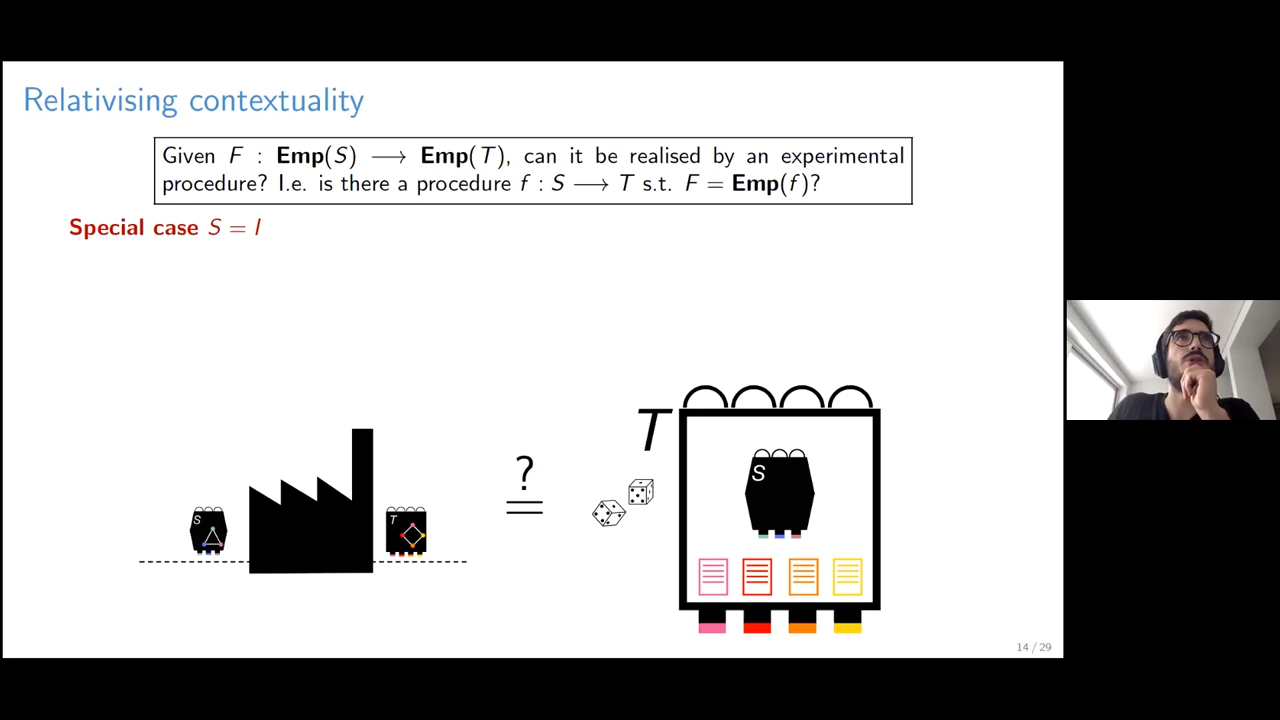 Relativising contextuality
Given F : Emp(S) ⟶ Emp(T), can it be realised by an experimental
procedure? I.e. is there a procedure f : S ⟶ T s.t. F = Emp(f)?
Special case S = I
S
T
?
=
T
S
14 / 29